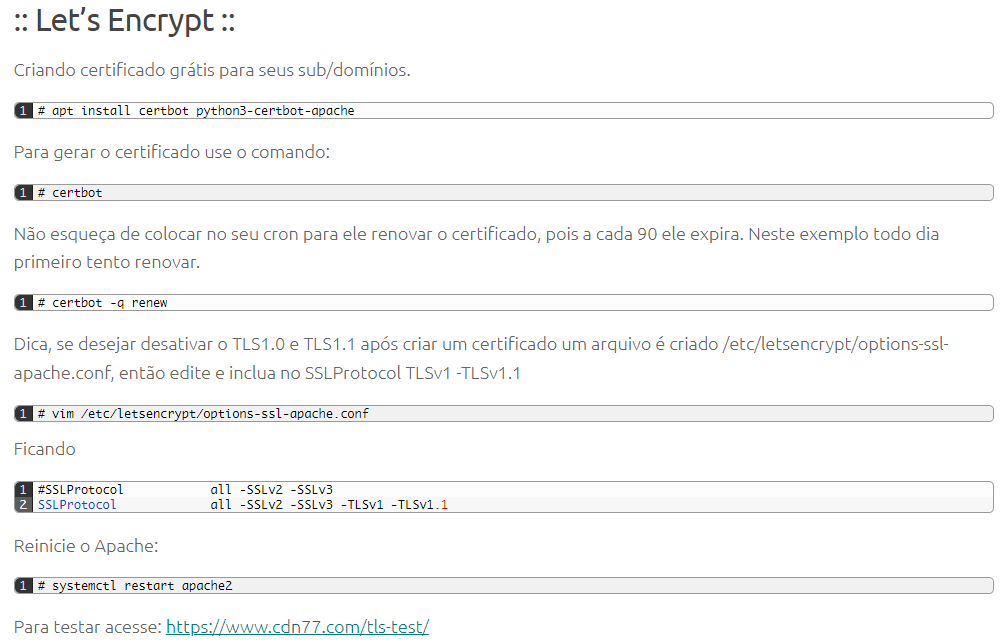 :: Let’s Encrypt ::
Criando certificado grátis para seus sub/domínios.
1 # apt install certbot python3-certbot-apache
Para gerar o certificado use o comando:
1 # certbot
Não esqueça de colocar no seu cron para ele renovar o certificado, pois a cada 90 ele expira. Neste exemplo todo dia
primeiro tento renovar.
1 # certbot -q renew
Dica, se desejar desativar o TLS1.0 e TLS1.1 após criar um certificado um arquivo é criado /etc/letsencrypt/options-ssl-
apache.conf, então edite e inclua no SSLProtocol TLSv1 -TLSv1.1
1 # vim /etc/letsencrypt/options-ssl-apache.conf
Ficando
1 #SSLProtocol all -SSLv2 -SSLv3
2 SSLProtocol all -SSLv2 -SSLv3 -TLSv1 -TLSv1.1
Reinicie o Apache:
1 # systemctl restart apache2
Para testar acesse: https://www.cdn77.com/tls-test/